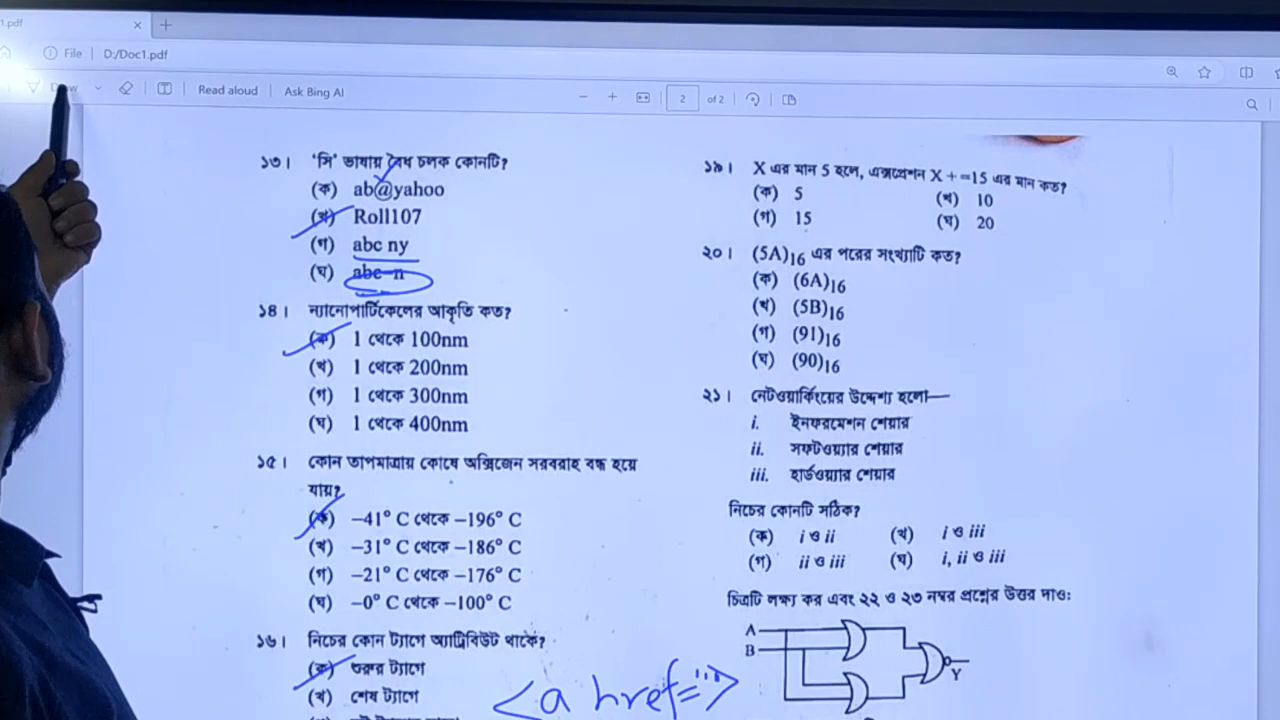 1.pdf
File D:/Doc1.pdf
Draw Read aloud Ask Bing AI 2 of 2
১৩। ‘সি’ ভাষায় বৈধ চলক কোনটি?
(ক) ab@yahoo
(খ) Roll107
(গ) abc ny
(ঘ) abc-n
১৪। ন্যানোপার্টিকেলের আকৃতি কত?
(ক) 1 থেকে 100nm
(খ) 1 থেকে 200nm
(গ) 1 থেকে 300nm
(ঘ) 1 থেকে 400nm
১৫। কোন তাপমাত্রায় কোষে অক্সিজেন সরবরাহ বন্ধ হয়ে
যায়?
(ক) –41° C থেকে –196° C
(খ) –31° C থেকে –186° C
(গ) –21° C থেকে –176° C
(ঘ) –0° C থেকে –100° C
১৬। নিচের কোন ট্যাগে অ্যাট্রিবিউট থাকে?
(ক) শুরুর ট্যাগে
(খ) শেষ ট্যাগে
<a href="">
১৯। X এর মান 5 হলে, এক্সপ্রেশন X + =15 এর মান কত?
(ক) 5 (খ) 10
(গ) 15 (ঘ) 20
২০। (5A)16 এর পরের সংখ্যাটি কত?
(ক) (6A)16
(খ) (5B)16
(গ) (91)16
(ঘ) (90)16
২১। নেটওয়ার্কিংয়ের উদ্দেশ্য হলো—
i. ইনফরমেশন শেয়ার
ii. সফটওয়্যার শেয়ার
iii. হার্ডওয়্যার শেয়ার
নিচের কোনটি সঠিক?
(ক) i ও ii (খ) i ও iii
(গ) ii ও iii (ঘ) i, ii ও iii
চিত্রটি লক্ষ্য কর এবং ২২ ও ২৩ নম্বর প্রশ্নের উত্তর দাও:
A
B
Y